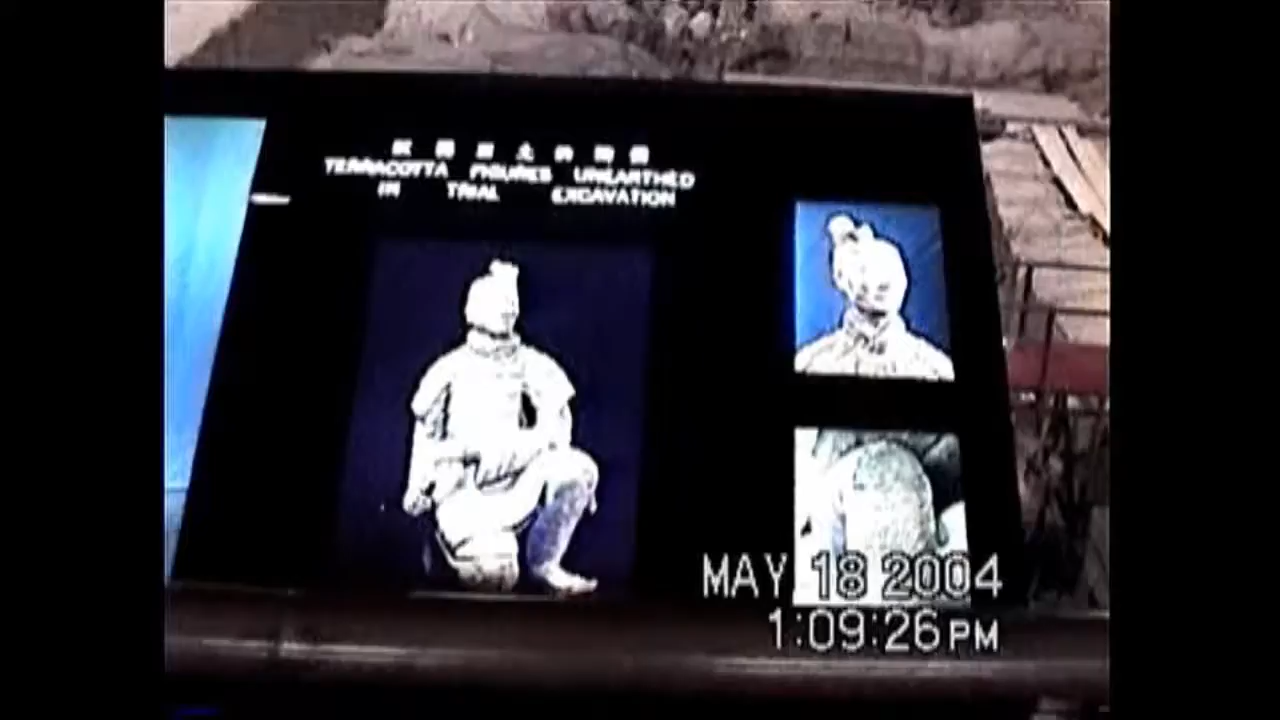 TERRACOTTA FIGURES UNEARTHED
IN TRIAL EXCAVATION
MAY 18 2004
1:09:26 PM